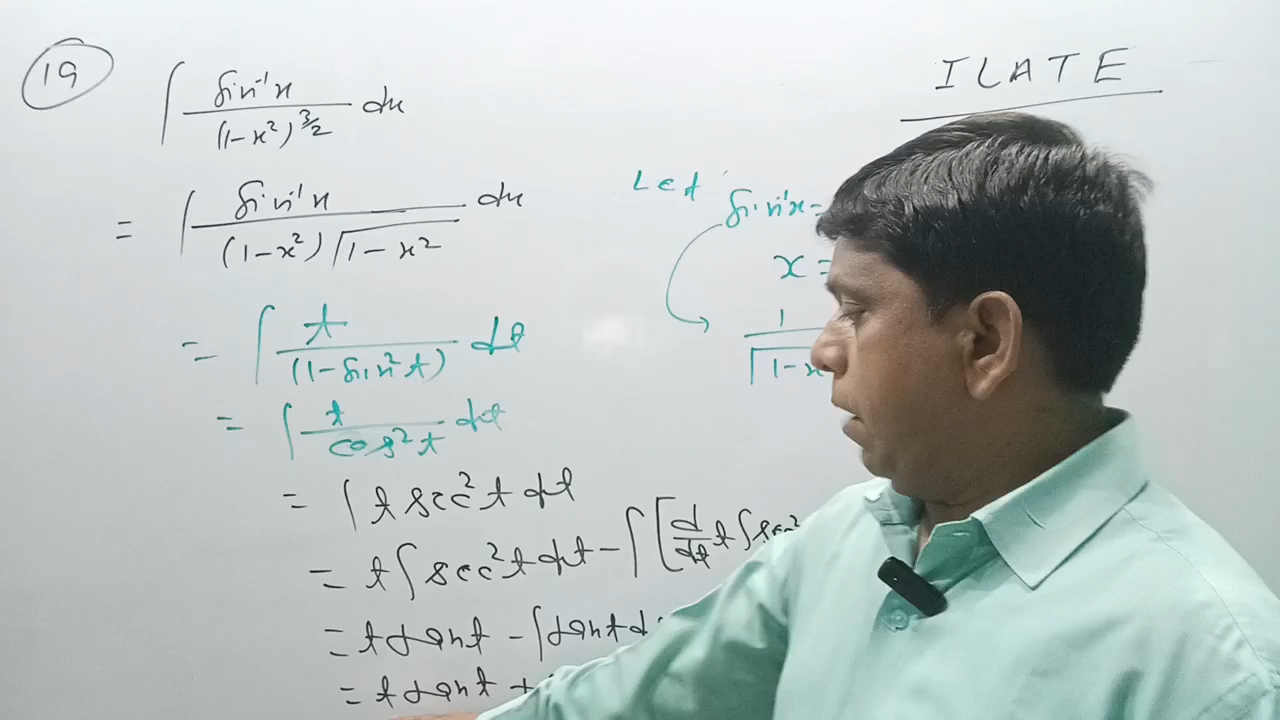 19
∫ sin⁻¹x / (1-x²)^3/2 dx
= ∫ sin⁻¹x / (1-x²)√1-x² dx
= ∫ t / (1-sin²t) dt
= ∫ t / cos²t dt
= ∫ t sec²t dt
= t ∫ sec²t dt - ∫ [d/dt t ∫ sec²
= t tant - ∫ tant d
= t tant +
ILATE
Let sin⁻¹x =
x =
1 / √1-x